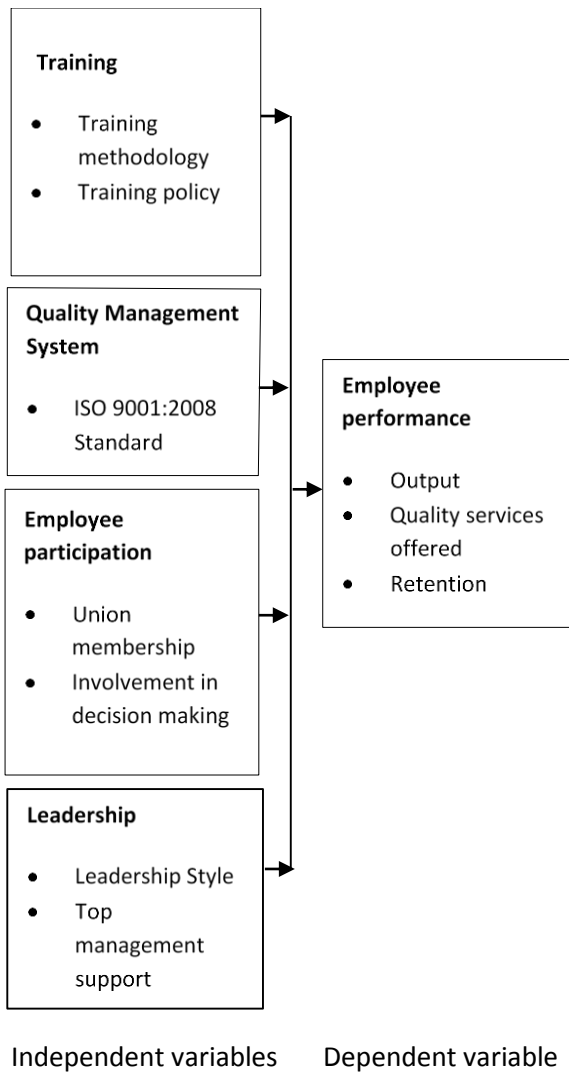 Training
• Training
methodology
• Training policy
Quality Management
System
• ISO 9001:2008
Standard
Employee
participation
• Union
membership
• Involvement in
decision making
Leadership
• Leadership Style
• Top
management
support
Employee
performance
• Output
• Quality services
offered
• Retention
Independent variables
Dependent variable